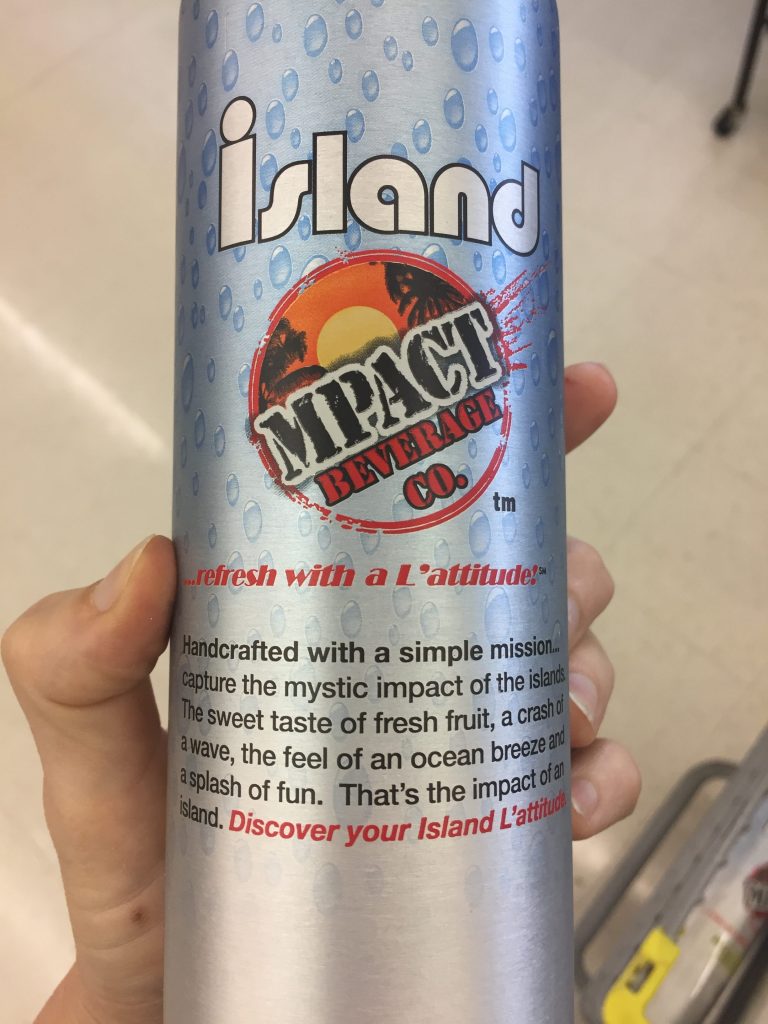 island
MPACT
BEVERAGE
CO.
tm
...refresh with a L'attitude! SM
Handcrafted with a simple mission...
capture the mystic impact of the islands.
The sweet taste of fresh fruit, a crash of
a wave, the feel of an ocean breeze and
a splash of fun. That's the impact of an
island. Discover your Island L'attitude